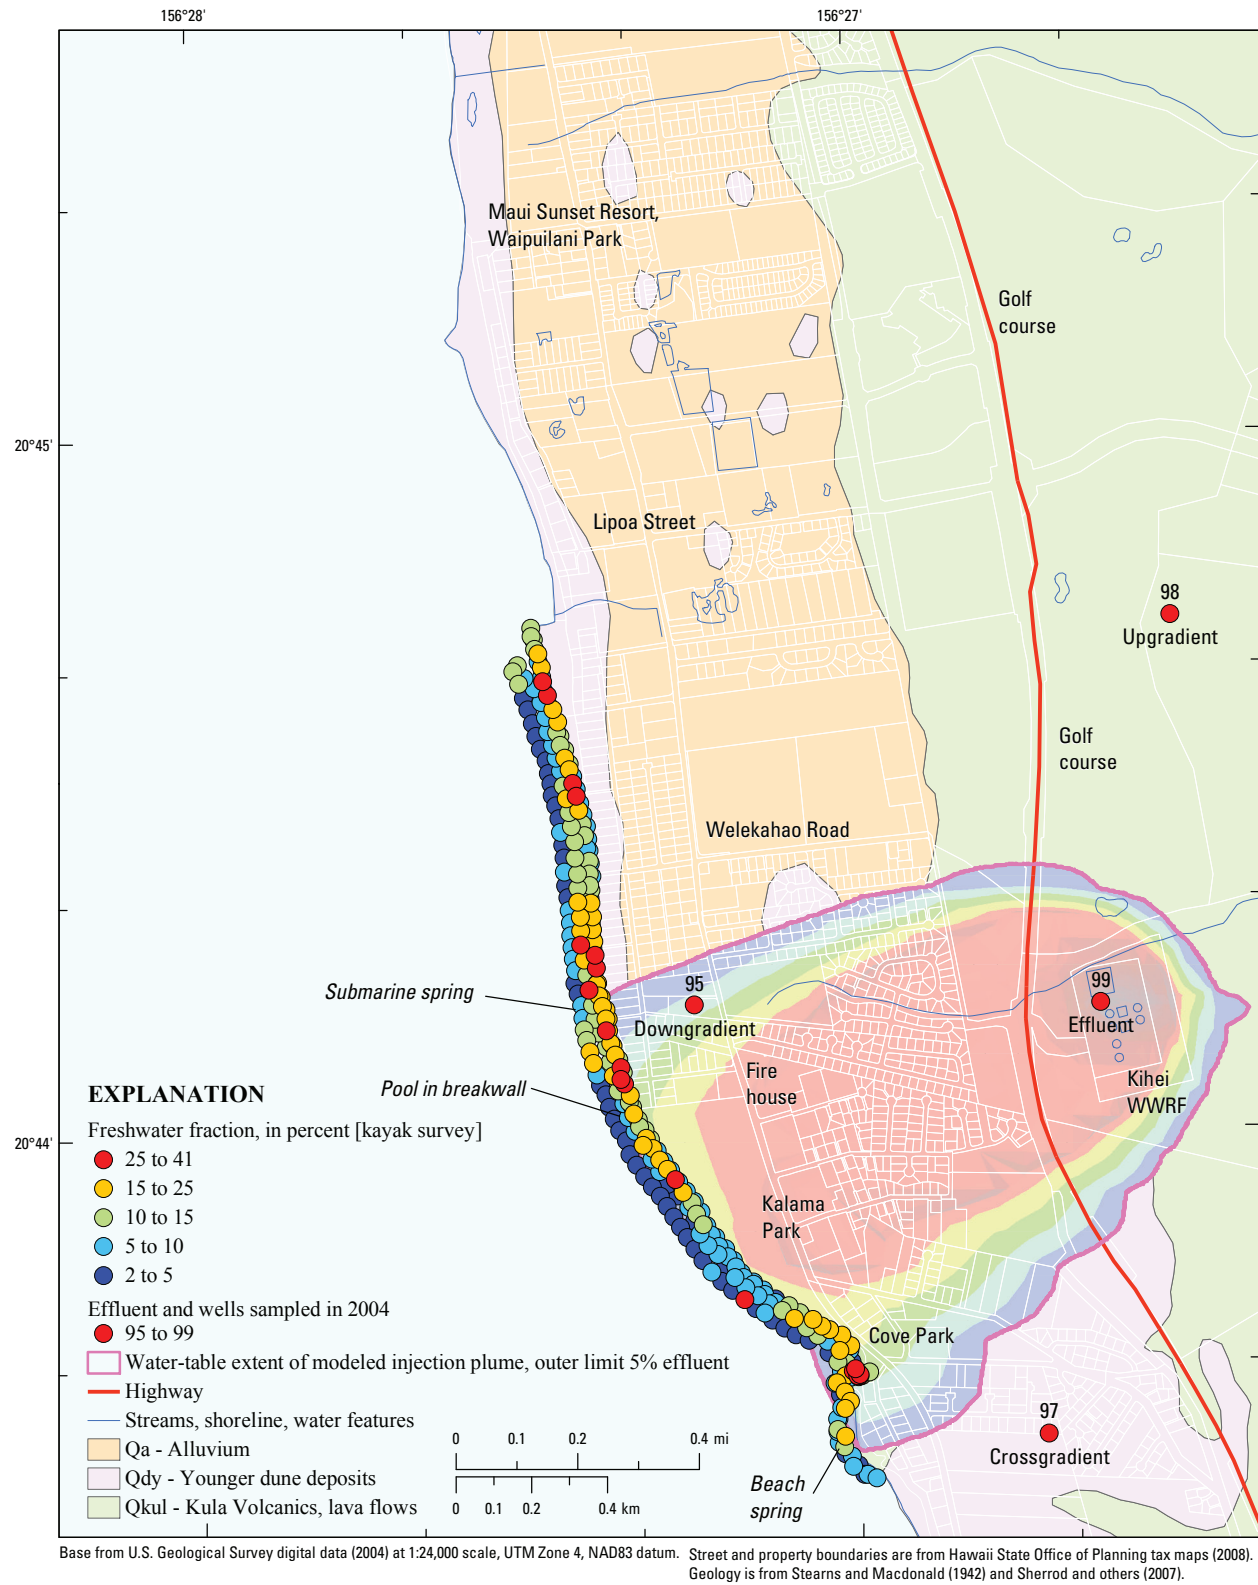 156°28'
156°27'
Maui Sunset Resort,
Waipuilani Park
Golf
course
20°45'
Lipoa Street
98
Upgradient
Golf
course
Welekahao Road
Submarine spring
95
Downgradient
99
Effluent
Fire
house
Kihei
WWRF
Pool in breakwall
20°44'
Kalama
Park
Cove Park
97
Crossgradient
Beach
spring
EXPLANATION
Freshwater fraction, in percent [kayak survey]
25 to 41
15 to 25
10 to 15
5 to 10
2 to 5
Effluent and wells sampled in 2004
95 to 99
Water-table extent of modeled injection plume, outer limit 5% effluent
Highway
Streams, shoreline, water features
Qa - Alluvium
Qdy - Younger dune deposits
Qkul - Kula Volcanics, lava flows
0 0.1 0.2 0.4 mi
0 0.1 0.2 0.4 km
Base from U.S. Geological Survey digital data (2004) at 1:24,000 scale, UTM Zone 4, NAD83 datum.
Street and property boundaries are from Hawaii State Office of Planning tax maps (2008).
Geology is from Stearns and Macdonald (1942) and Sherrod and others (2007).